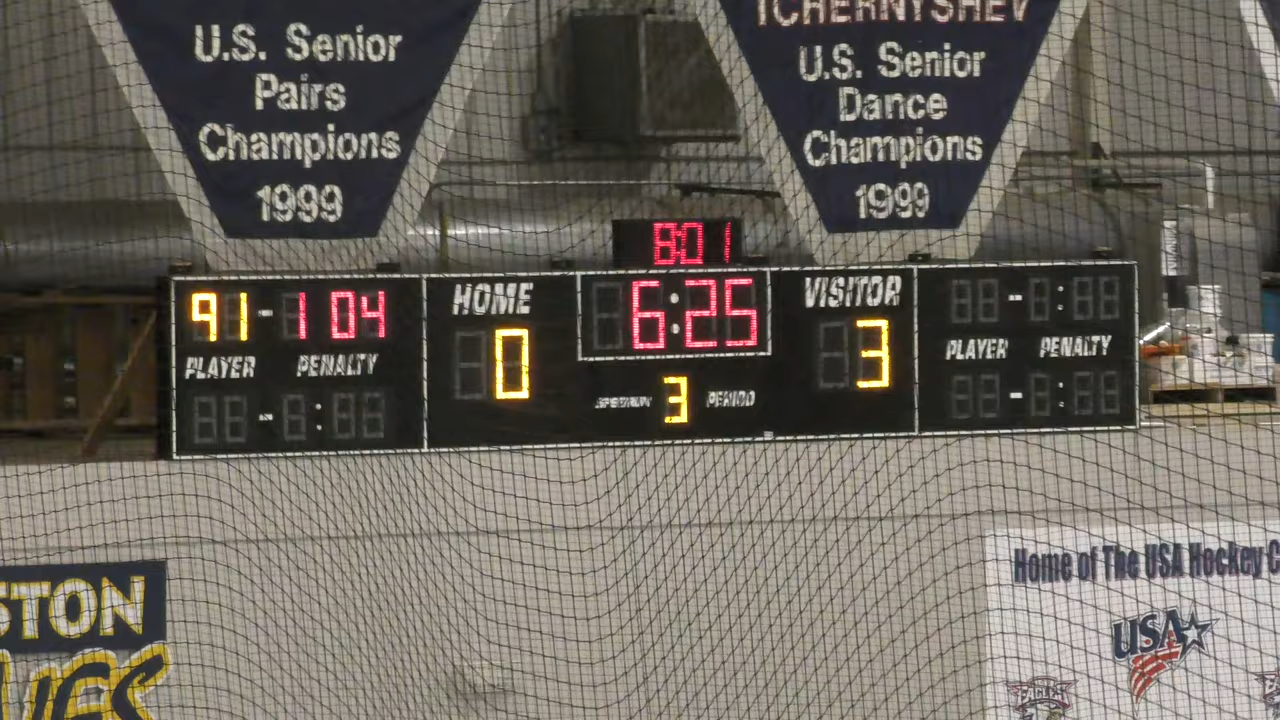 U.S. Senior
Pairs
Champions
1999
TCHERNYSHEV
U.S. Senior
Dance
Champions
1999
8:01
91-1 04
PLAYER PENALTY
HOME
0
6:25
3 PERIOD
VISITOR
3
PLAYER PENALTY
STON
Home of The USA Hockey C
USA
EAGLES